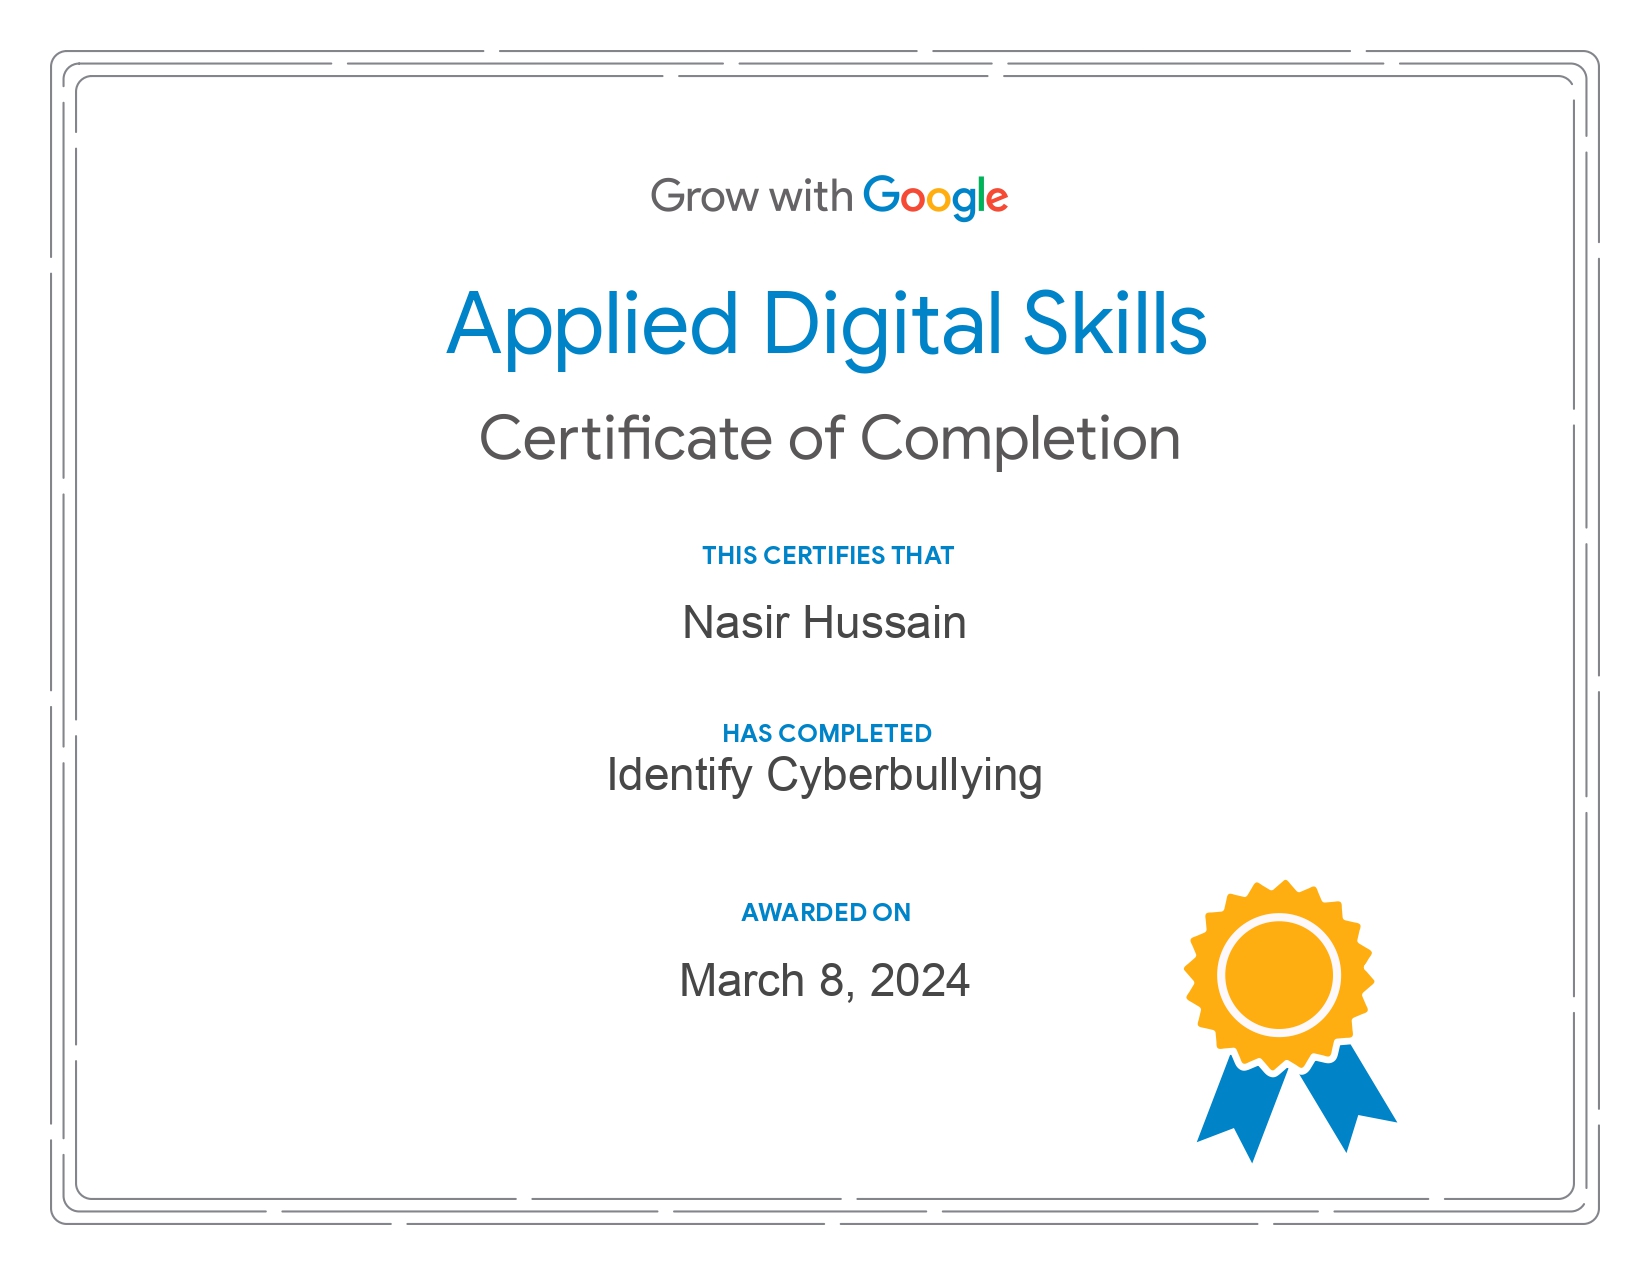 Grow with Google
Applied Digital Skills
Certificate of Completion
THIS CERTIFIES THAT
Nasir Hussain
HAS COMPLETED
Identify Cyberbullying
AWARDED ON
March 8, 2024